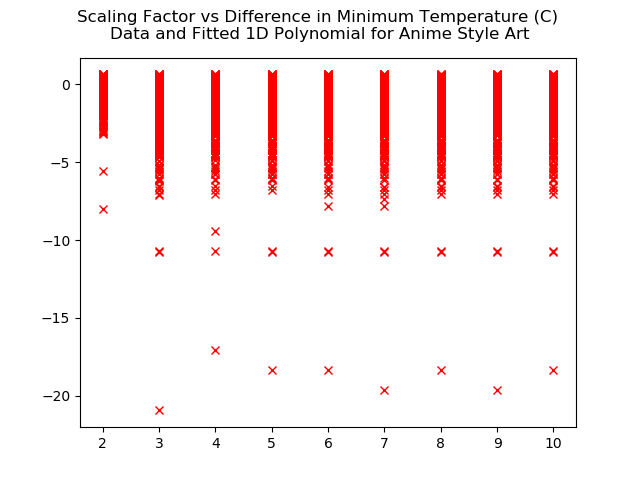 Scaling Factor vs Difference in Minimum Temperature (C)
Data and Fitted 1D Polynomial for Anime Style Art
0
−5
−10
−15
−20
2 3 4 5 6 7 8 9 10